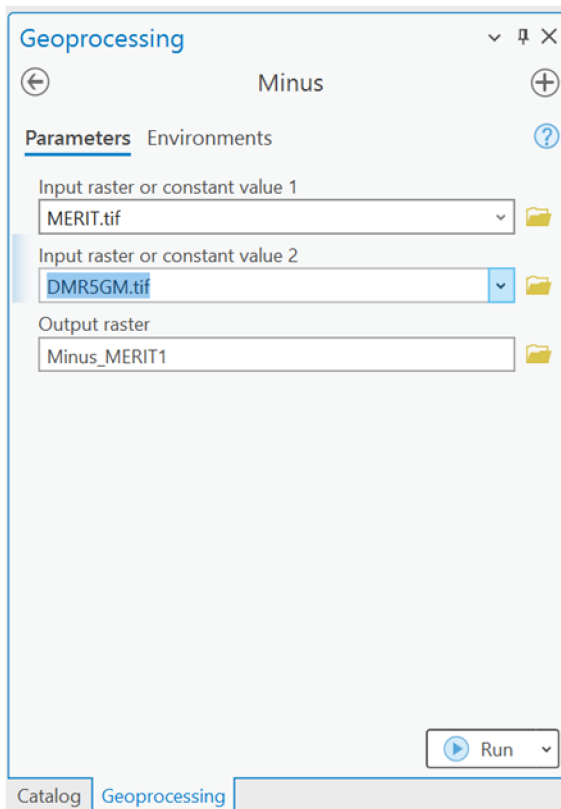 Geoprocessing
Minus
Parameters Environments
Input raster or constant value 1
MERIT.tif
Input raster or constant value 2
DMR5GM.tif
Output raster
Minus_MERIT1
Run
Catalog Geoprocessing